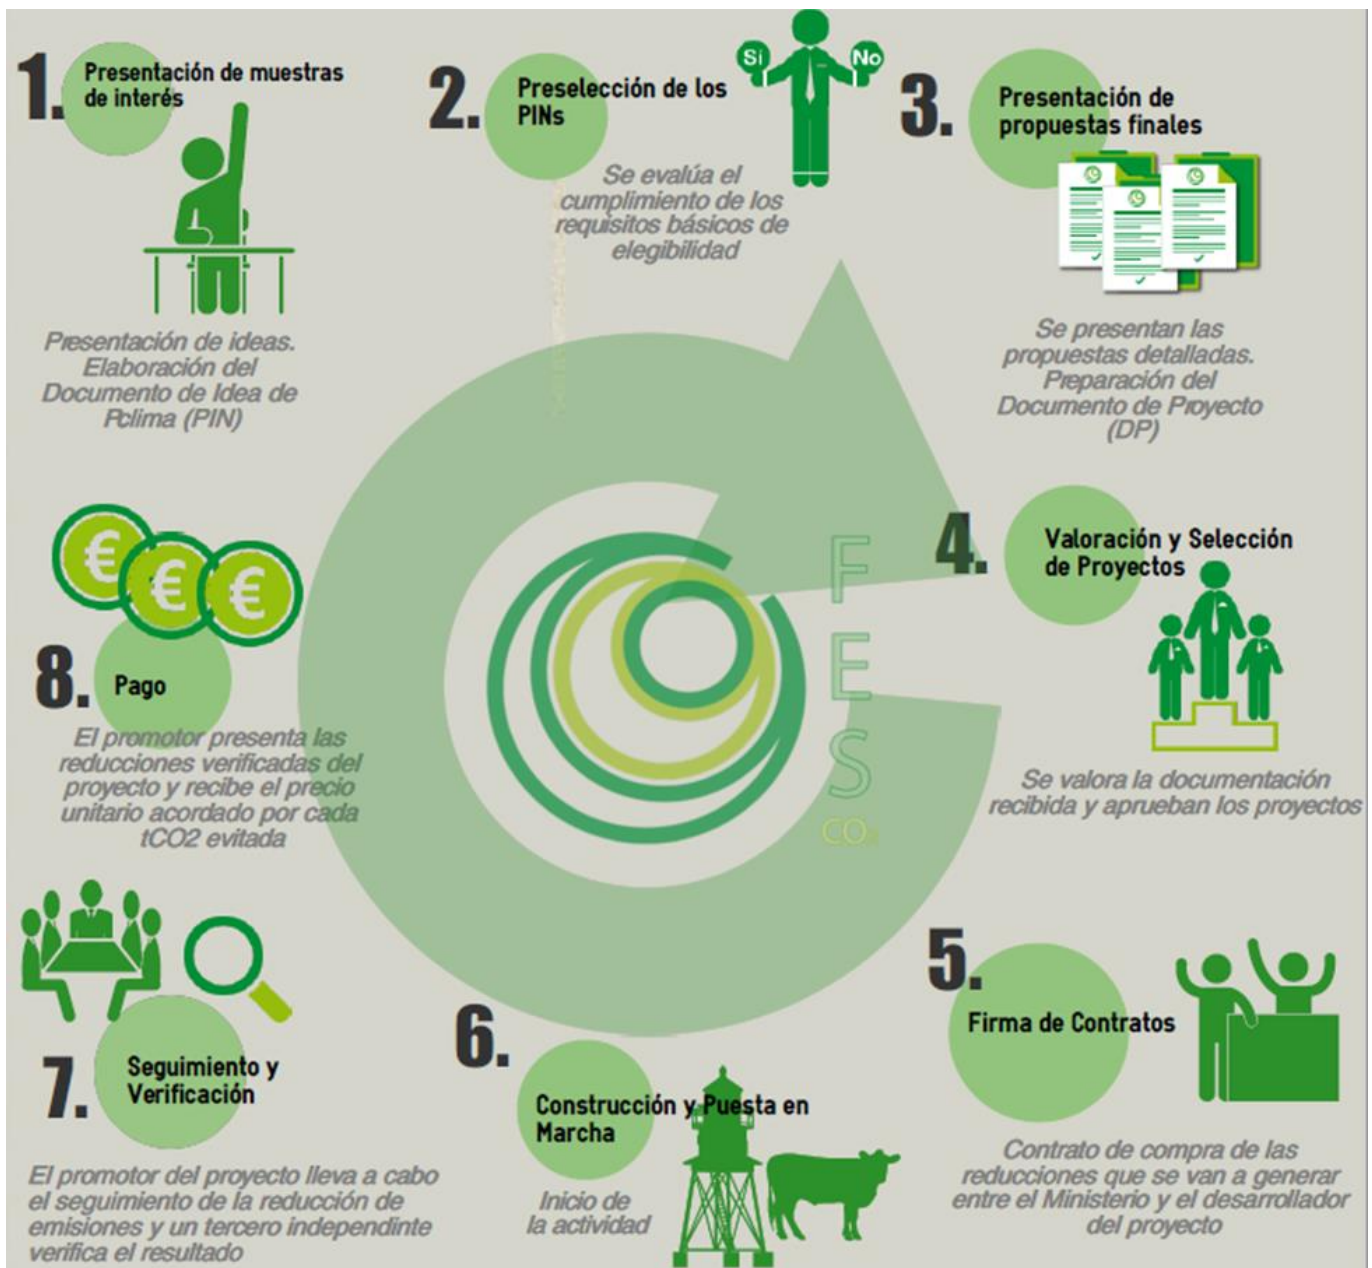 1.
Presentación de muestras
de interés
Presentación de ideas.
Elaboración del
Documento de Idea de
Pclima (PIN)
2.
Preselección de los
PINs
Sí
No
Se evalúa el
cumplimiento de los
requisitos básicos de
elegibilidad
3.
Presentación de
propuestas finales
Se presentan las
propuestas detalladas.
Preparación del
Documento de Proyecto
(DP)
4.
Valoración y Selección
de Proyectos
Se valora la documentación
recibida y aprueban los proyectos
5.
Firma de Contratos
Contrato de compra de las
reducciones que se van a generar
entre el Ministerio y el desarrollador
del proyecto
6.
Construcción y Puesta en
Marcha
Inicio de
la actividad
7.
Seguimiento y
Verificación
El promotor del proyecto lleva a cabo
el seguimiento de la reducción de
emisiones y un tercero independinte
verifica el resultado
8.
Pago
€
€
€
El promotor presenta las
reducciones verificadas del
proyecto y recibe el precio
unitario acordado por cada
tCO2 evitada
F
E
S
CO₂